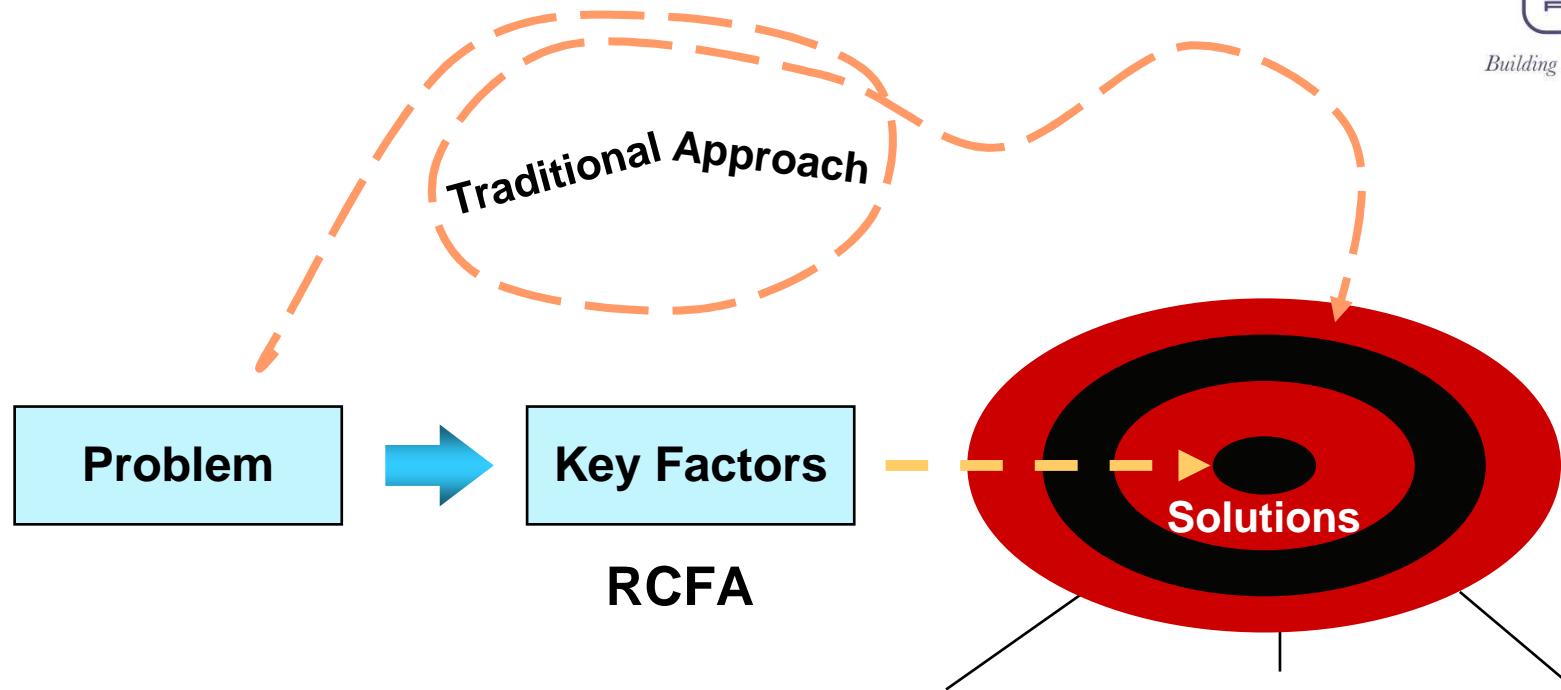 Building
Traditional Approach
Problem
Key Factors
Solutions
RCFA